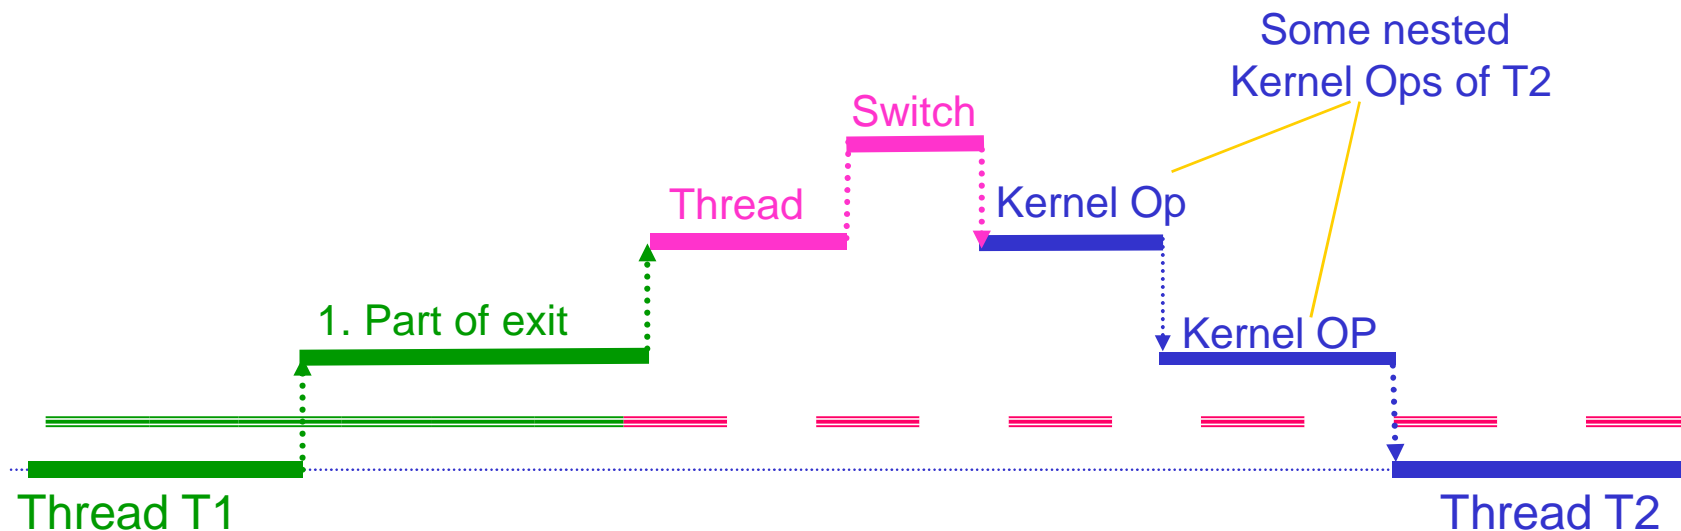 Some nested
Kernel Ops of T2
Switch
Thread
Kernel Op
1. Part of exit
Kernel OP
Thread T1
Thread T2